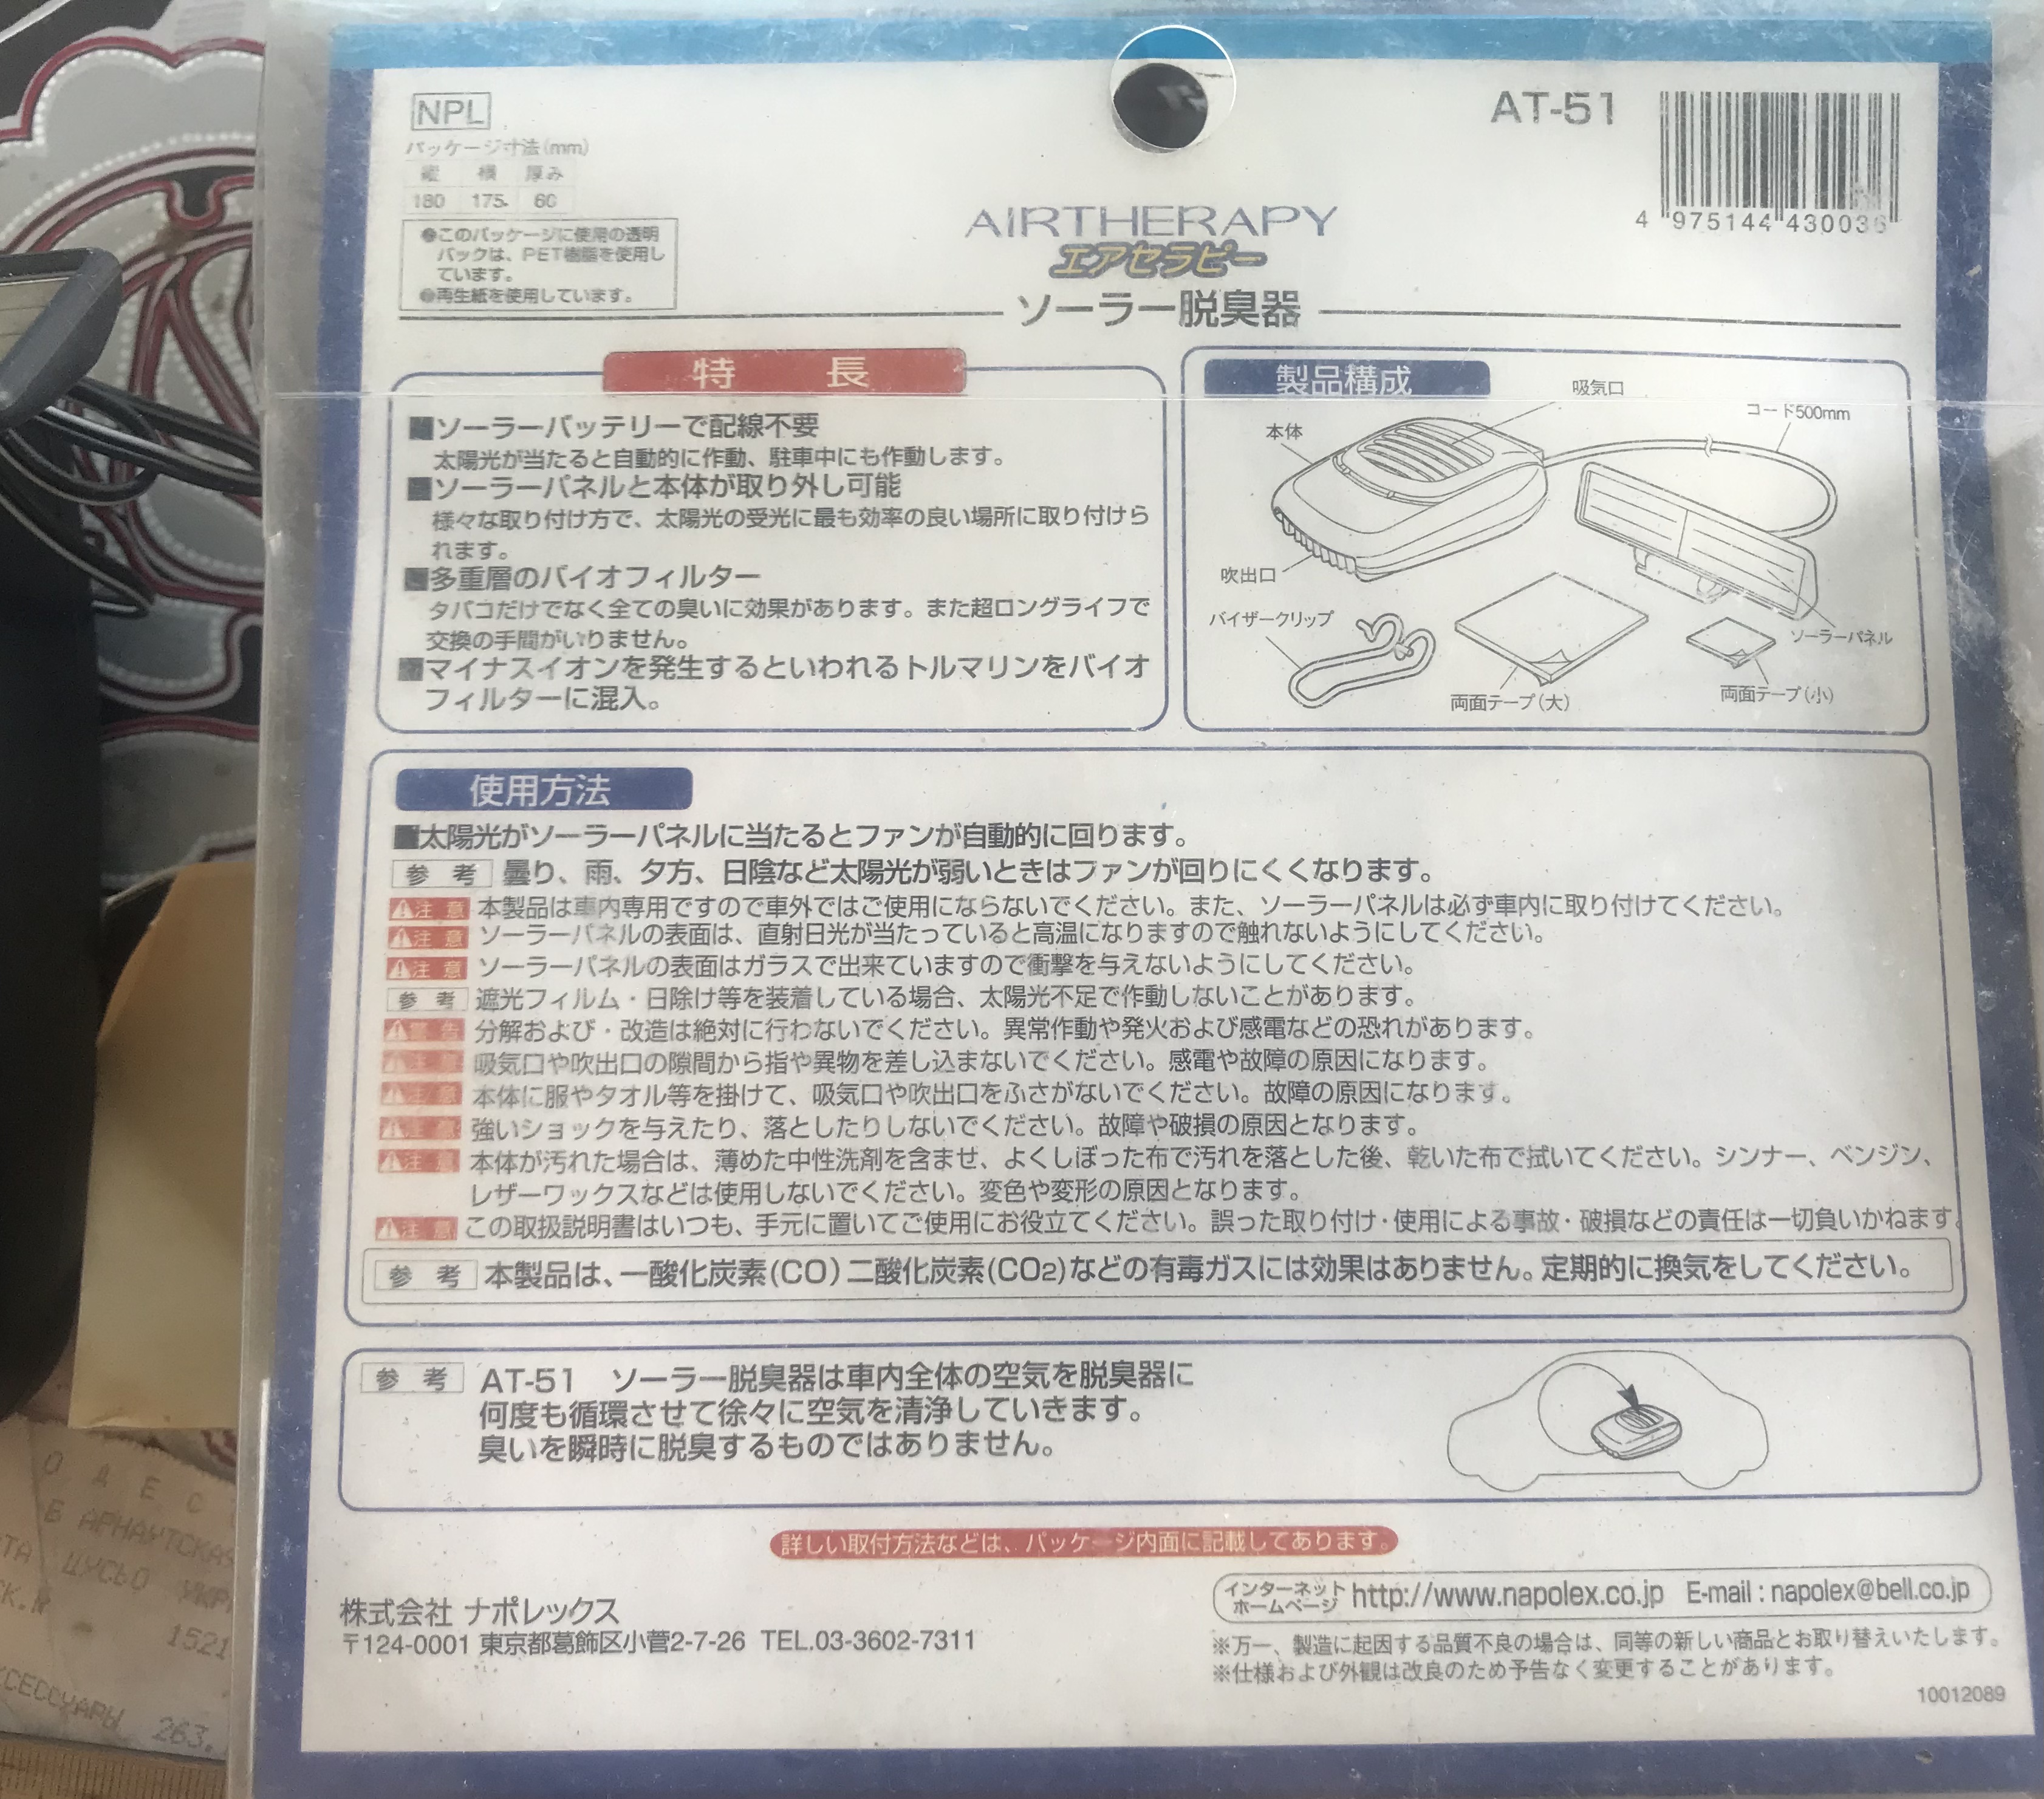 NPL
パッケージ寸法(mm)
縦 横 厚み
180 175 60
●このパッケージに使用の透明
パックは、PET樹脂を使用し
ています。
●再生紙を使用しています。
AT-51
4 975144 430036
AIRTHERAPY
エアセラピー
ソーラー脱臭器
特長
■ソーラーバッテリーで配線不要
太陽光が当たると自動的に作動、駐車中にも作動します。
■ソーラーパネルと本体が取り外し可能
様々な取り付け方で、太陽光の受光に最も効率の良い場所に取り付けら
れます。
■多重層のバイオフィルター
タバコだけでなく全ての臭いに効果があります。また超ロングライフで
交換の手間がいりません。
■マイナスイオンを発生するといわれるトルマリンをバイオ
フィルターに混入。
製品構成
吸気口
コード500mm
本体
吹出口
バイザークリップ
ソーラーパネル
両面テープ(大)
両面テープ(小)
使用方法
■太陽光がソーラーパネルに当たるとファンが自動的に回ります。
参考 曇り、雨、夕方、日陰など太陽光が弱いときはファンが回りにくくなります。
⚠注意 本製品は車内専用ですので車外ではご使用にならないでください。また、ソーラーパネルは必ず車内に取り付けてください。
⚠注意 ソーラーパネルの表面は、直射日光が当たっていると高温になりますので触れないようにしてください。
⚠注意 ソーラーパネルの表面はガラスで出来ていますので衝撃を与えないようにしてください。
参考 遮光フィルム・日除け等を装着している場合、太陽光不足で作動しないことがあります。
⚠警告 分解および・改造は絶対に行わないでください。異常作動や発火および感電などの恐れがあります。
⚠注意 吸気口や吹出口の隙間から指や異物を差し込まないでください。感電や故障の原因になります。
⚠注意 本体に服やタオル等を掛けて、吸気口や吹出口をふさがないでください。故障の原因になります。
⚠注意 強いショックを与えたり、落としたりしないでください。故障や破損の原因となります。
⚠注意 本体が汚れた場合は、薄めた中性洗剤を含ませ、よくしぼった布で汚れを落とした後、乾いた布で拭いてください。シンナー、ベンジン、
レザーワックスなどは使用しないでください。変色や変形の原因となります。
⚠注意 この取扱説明書はいつも、手元に置いてご使用にお役立てください。誤った取り付け・使用による事故・破損などの責任は一切負いかねます。
参考 本製品は、一酸化炭素(CO)二酸化炭素(CO2)などの有毒ガスには効果はありません。定期的に換気をしてください。
参考 AT-51 ソーラー脱臭器は車内全体の空気を脱臭器に
何度も循環させて徐々に空気を清浄していきます。
臭いを瞬時に脱臭するものではありません。
詳しい取付方法などは、パッケージ内面に記載してあります。
株式会社 ナポレックス
〒124-0001 東京都葛飾区小菅2-7-26 TEL.03-3602-7311
インターネット
ホームページ http://www.napolex.co.jp E-mail : napolex@bell.co.jp
※万一、製造に起因する品質不良の場合は、同等の新しい商品とお取り替えいたします。
※仕様および外観は改良のため予告なく変更することがあります。
10012089
О Д Е С
Б АРНАУТСКАЯ
ЦУСЬО УКР
1521
263.